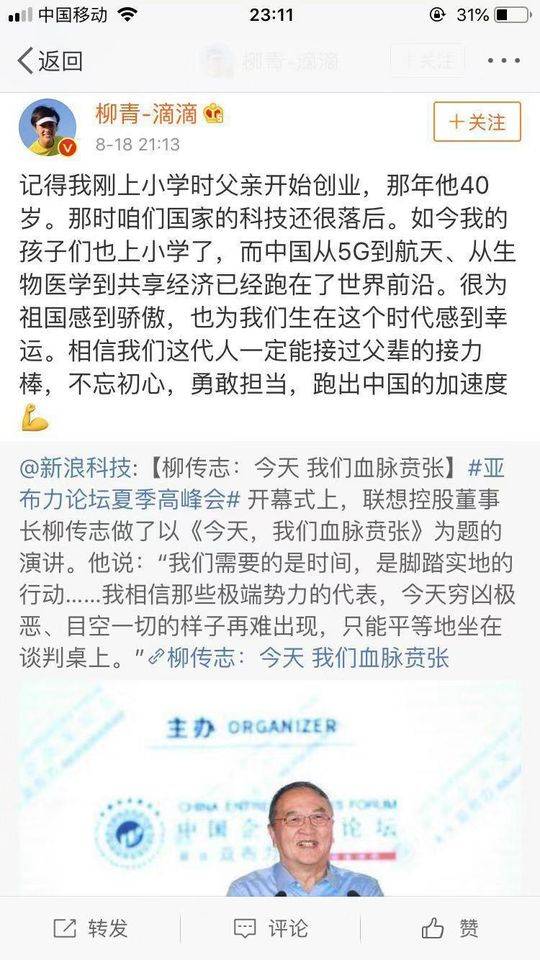 中国移动
23:11
31%
返回
柳青-滴滴
+关注
柳青-滴滴
8-18 21:13
+关注
记得我刚上小学时父亲开始创业，那年他40
岁。那时咱们国家的科技还很落后。如今我的
孩子们也上小学了，而中国从5G到航天、从生
物医学到共享经济已经跑在了世界前沿。很为
祖国感到骄傲，也为我们生在这个时代感到幸
运。相信我们这代人一定能接过父辈的接力
棒，不忘初心，勇敢担当，跑出中国的加速度
💪
@新浪科技:【柳传志：今天 我们血脉贲张】#亚
布力论坛夏季高峰会# 开幕式上，联想控股董事
长柳传志做了以《今天，我们血脉贲张》为题的
演讲。他说：“我们需要的是时间，是脚踏实地的
行动……我相信那些极端势力的代表，今天穷凶极
恶、目空一切的样子再难出现，只能平等地坐在
谈判桌上。”柳传志：今天 我们血脉贲张
主办 ORGANIZER
CHINA ENTRE
FORUM
中国企
论坛
转发
评论
赞